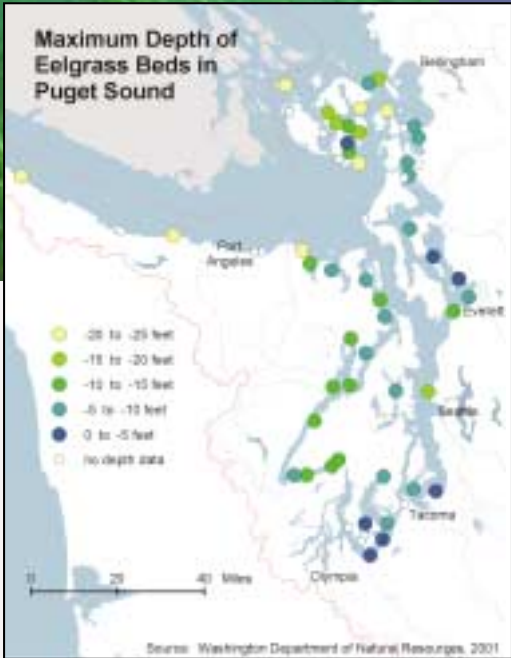 Maximum Depth of
Eelgrass Beds in
Puget Sound
Bellingham
Port
Angeles
Everett
-20 to -25 feet
-15 to -20 feet
-10 to -15 feet
-5 to -10 feet
0 to -5 feet
no depth data
Seattle
Tacoma
Olympia
0 20 40 Miles
Source: Washington Department of Natural Resources, 2001